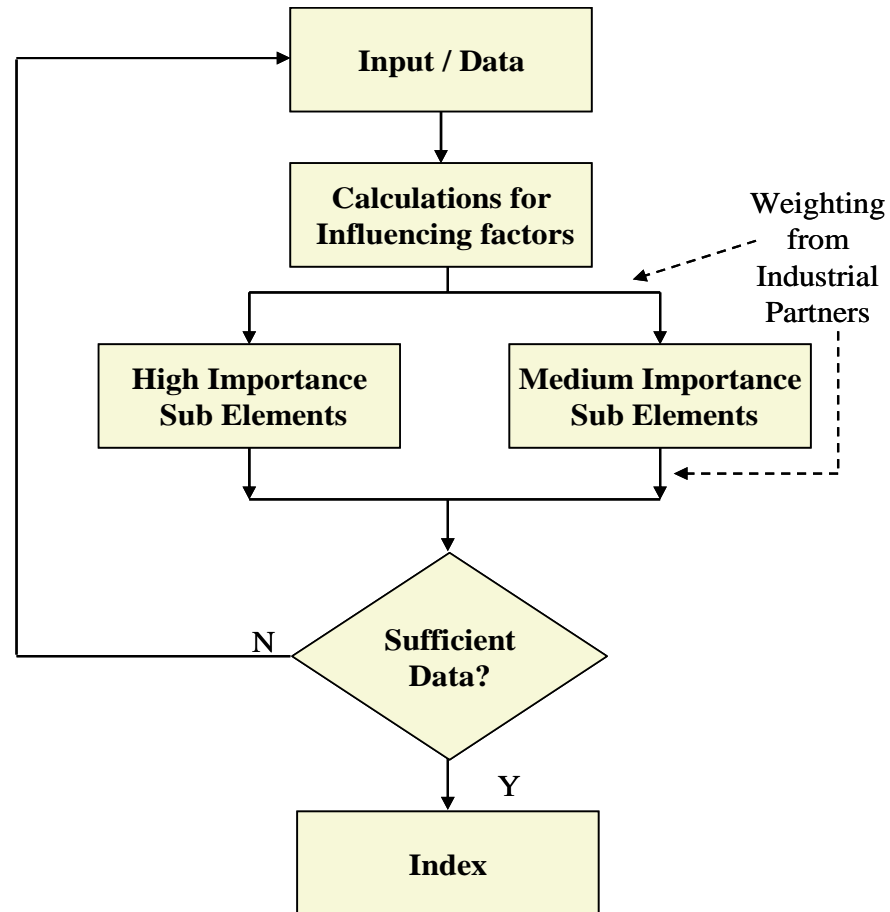 Input / Data
Calculations for
Influencing factors
Weighting
from
Industrial
Partners
High Importance
Sub Elements
Medium Importance
Sub Elements
N
Sufficient
Data?
Y
Index